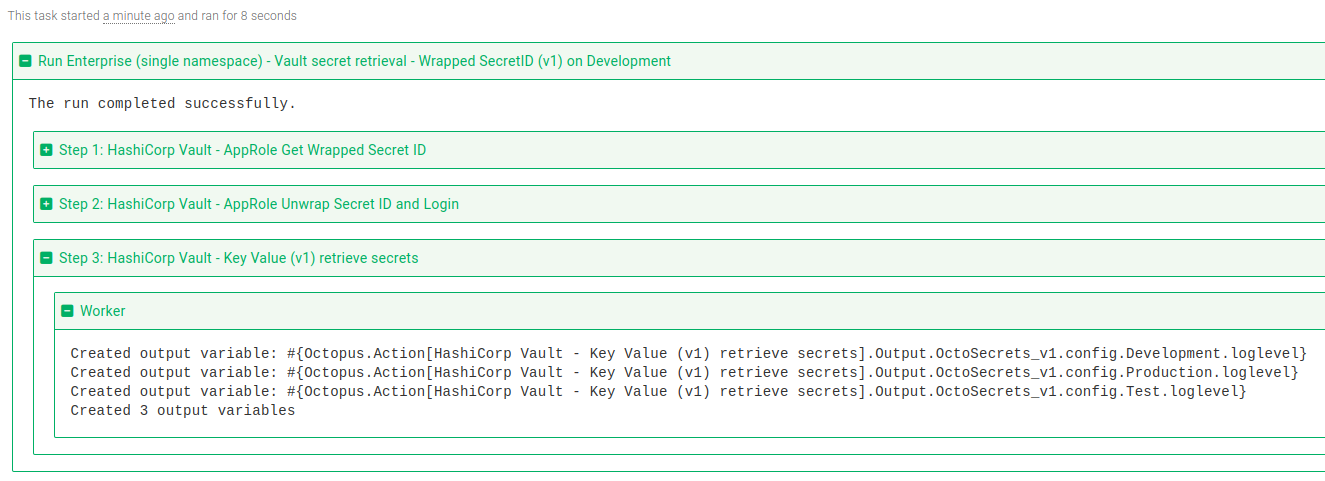 This task started a minute ago and ran for 8 seconds
Run Enterprise (single namespace) - Vault secret retrieval - Wrapped SecretID (v1) on Development
The run completed successfully.
Step 1: HashiCorp Vault - AppRole Get Wrapped Secret ID
Step 2: HashiCorp Vault - AppRole Unwrap Secret ID and Login
Step 3: HashiCorp Vault - Key Value (v1) retrieve secrets
Worker
Created output variable: #{Octopus.Action[HashiCorp Vault - Key Value (v1) retrieve secrets].Output.OctoSecrets_v1.config.Development.loglevel}
Created output variable: #{Octopus.Action[HashiCorp Vault - Key Value (v1) retrieve secrets].Output.OctoSecrets_v1.config.Production.loglevel}
Created output variable: #{Octopus.Action[HashiCorp Vault - Key Value (v1) retrieve secrets].Output.OctoSecrets_v1.config.Test.loglevel}
Created 3 output variables